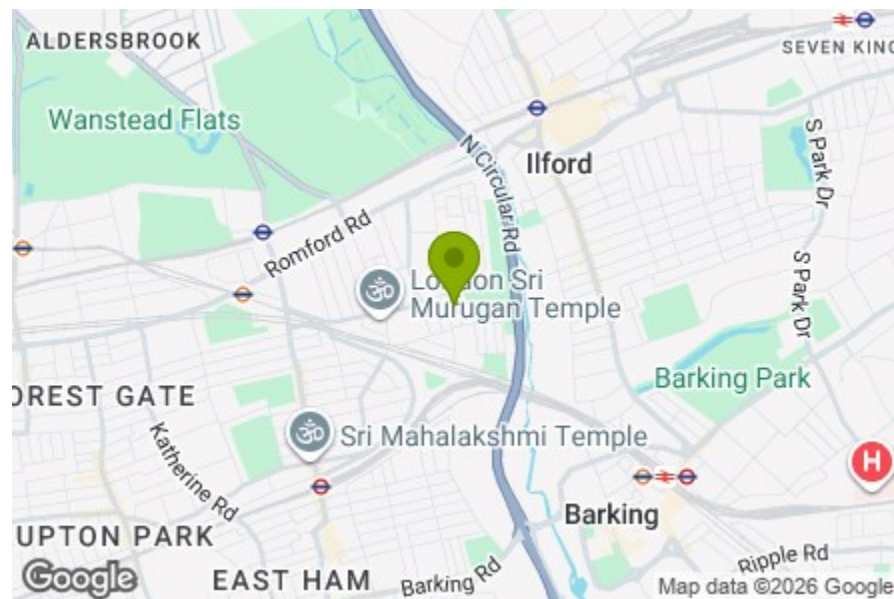 ALDERSBROOK
SEVEN KING
Wanstead Flats
N Circular Rd
Ilford
S Park Dr
Romford Rd
London Sri
Murugan Temple
S Park Dr
Barking Park
OREST GATE
Katherine Rd
Sri Mahalakshmi Temple
H
UPTON PARK
Barking
EAST HAM
Barking Rd
Ripple Rd
Google
Map data ©2026 Google